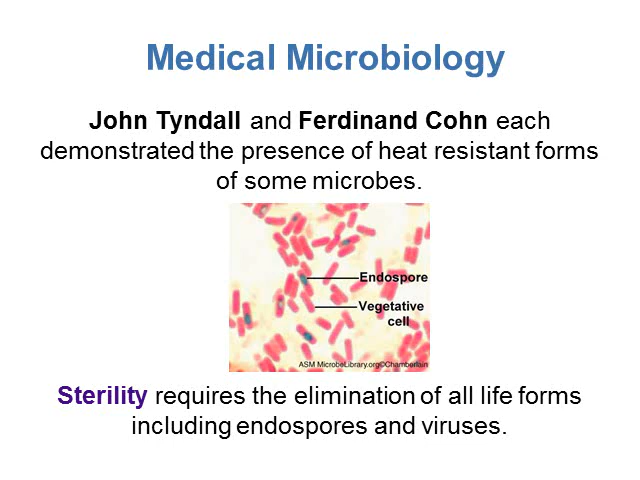 Medical Microbiology
John Tyndall and Ferdinand Cohn each
demonstrated the presence of heat resistant forms
of some microbes.
Endospore
Vegetative
cell
ASM MicrobeLibrary.org©Chamberlain
Sterility requires the elimination of all life forms
including endospores and viruses.